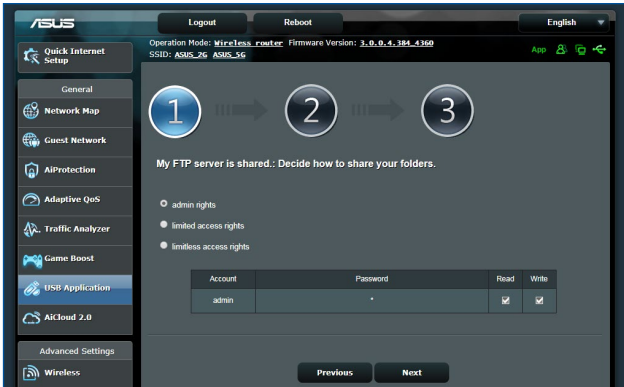 ASUS
Logout
Reboot
English
Operation Mode: Wireless router Firmware Version: 3.0.0.4.384_4360
SSID: ASUS_2G ASUS_5G
App
Quick Internet
Setup
General
Network Map
Guest Network
AiProtection
Adaptive QoS
Traffic Analyzer
Game Boost
USB Application
AiCloud 2.0
Advanced Settings
Wireless
1 2 3
My FTP server is shared.: Decide how to share your folders.
admin rights
limited access rights
limitless access rights
Account Password Read Write
admin *
Previous Next